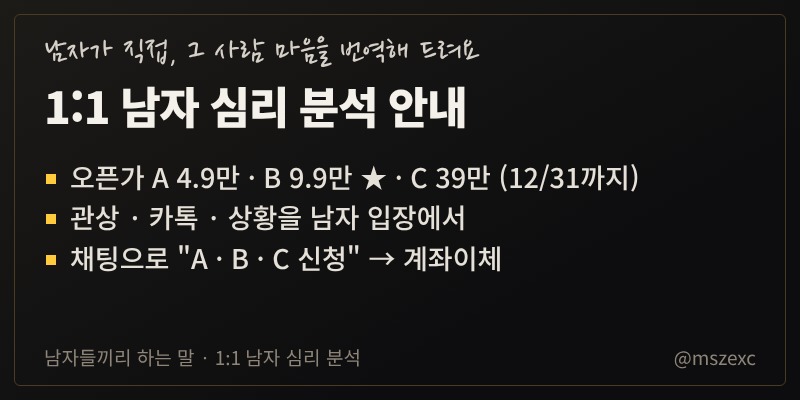 남자가 직접, 그 사람 마음을 번역해 드려요
1:1 남자 심리 분석 안내
오픈가 A 4.9만 · B 9.9만 ★ · C 39만 (12/31까지)
관상 · 카톡 · 상황을 남자 입장에서
채팅으로 "A · B · C 신청" → 계좌이체
남자들끼리 하는 말 · 1:1 남자 심리 분석
@mszexc